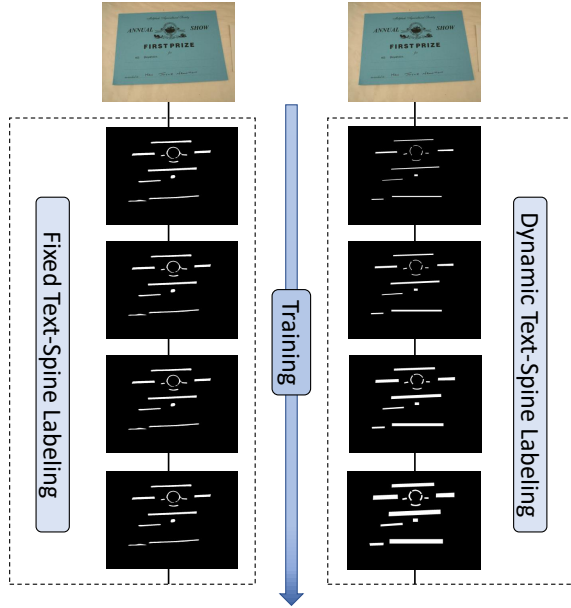 ANNUAL SHOW
FIRST PRIZE
ANNUAL SHOW
FIRST PRIZE
Fixed Text-Spine Labeling
Training
Dynamic Text-Spine Labeling